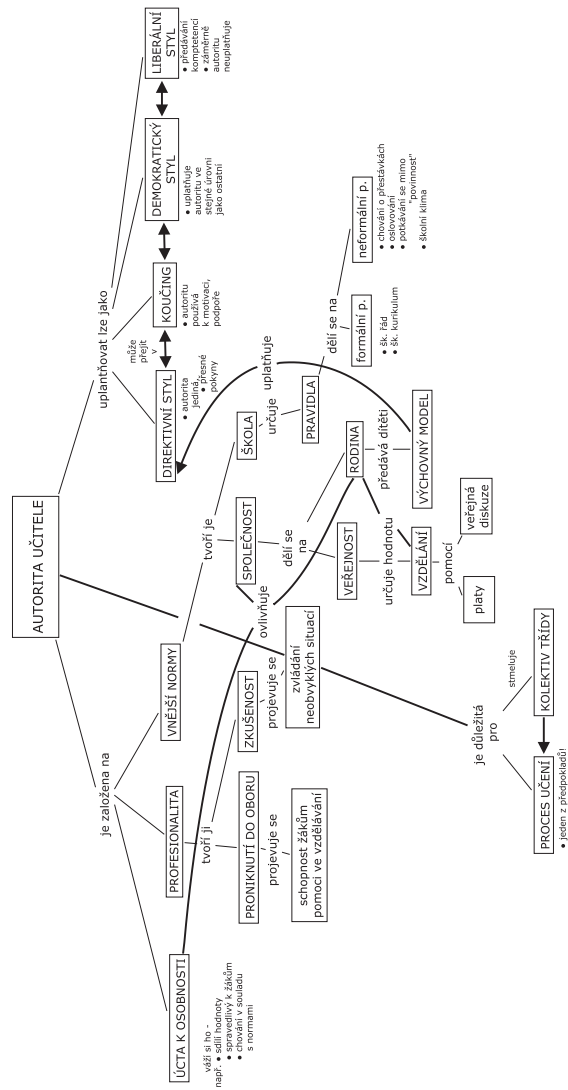 AUTORITA UČITELE
je založena na
uplantňovat lze jako
ÚCTA K OSOBNOSTI
váží si ho -
např. • sdílí hodnoty
• spravedlivý k žákům
• chování v souladu
s normami
PROFESIONALITA
tvoří ji
PRONIKNUTÍ DO OBORU
projevuje se
schopnost žákům
pomoci ve vzdělávání
ZKUŠENOST
projevuje se
zvládání
neobvyklých situací
VNĚJŠÍ NORMY
tvoří je
ovlivňuje
SPOLEČNOST
dělí se
na
VEŘEJNOST
určuje hodnotu
VZDĚLÁNÍ
pomocí
platy
veřejná
diskuze
RODINA
předává dítěti
VÝCHOVNÝ MODEL
uplatňuje
ŠKOLA
určuje
PRAVIDLA
dělí se na
formální p.
• šk. řád
• šk. kurikulum
neformální p.
• chování o přestávkách
• oslovování
• potkávání se mimo
"povinnost"
• školní klima
DIREKTIVNÍ STYL
• autorita
jediná,
• přesné
pokyny
může
přejít
v
KOUČING
• autoritu
používá
k motivaci,
podpoře
DEMOKRATICKÝ
STYL
• uplatňuje
autoritu ve
stejné úrovni
jako ostatní
LIBERÁLNÍ
STYL
• předávání
komptetencí
• záměrně
autoritu
neuplatňuje
je důležitá
pro
stmeluje
PROCES UČENÍ
• jeden z předpokladů!
KOLEKTIV TŘÍDY